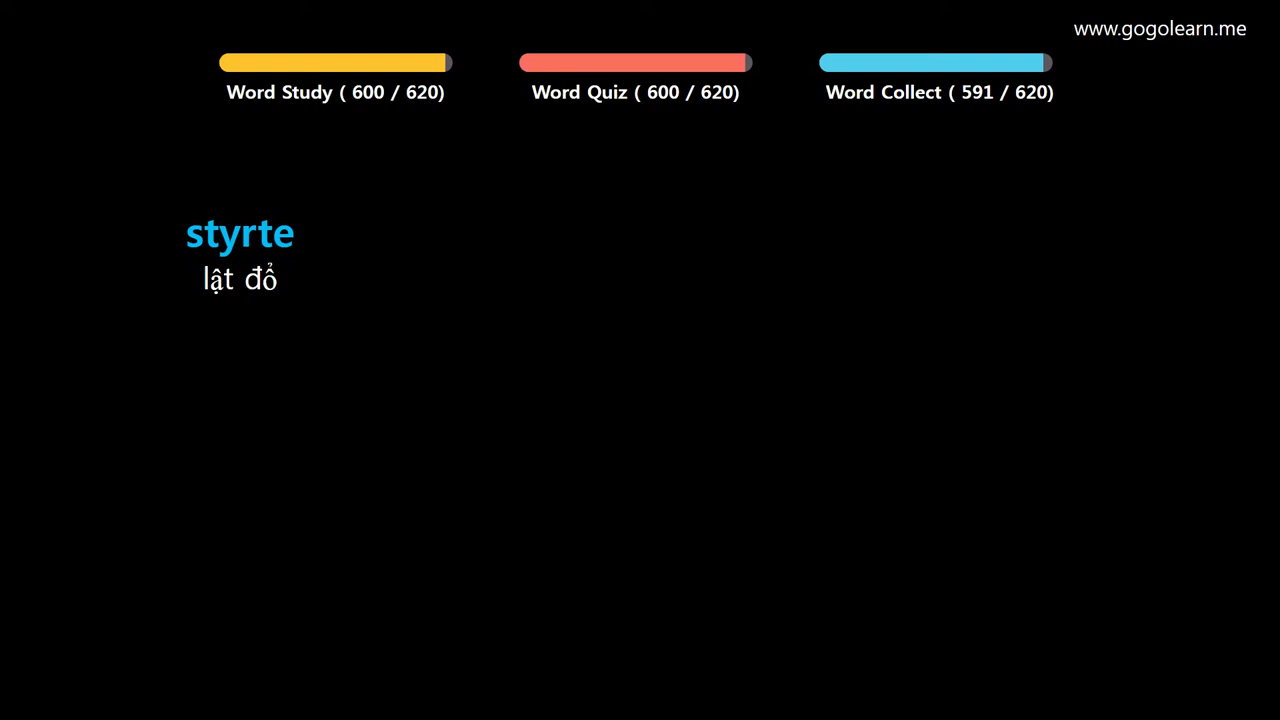 www.gogolearn.me
Word Study ( 600 / 620)
Word Quiz ( 600 / 620)
Word Collect ( 591 / 620)
styrte
lật đổ